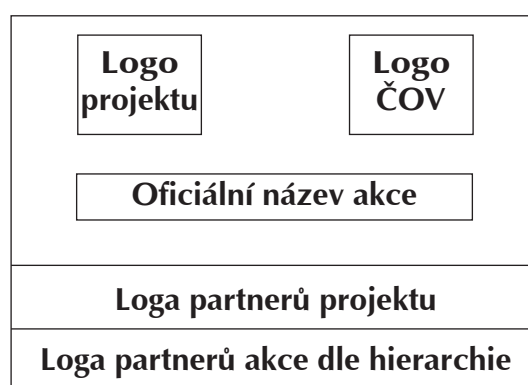 Logo
projektu
Logo
ČOV
Oficiální název akce
Loga partnerů projektu
Loga partnerů akce dle hierarchie